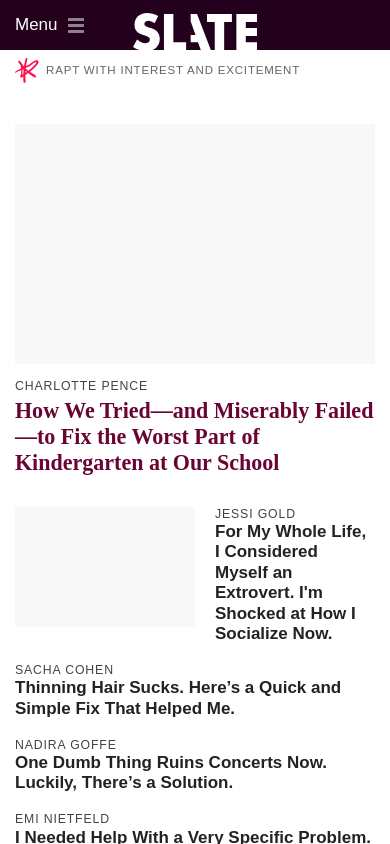 Menu
SLATE
RAPT WITH INTEREST AND EXCITEMENT
CHARLOTTE PENCE
How We Tried—and Miserably Failed
—to Fix the Worst Part of
Kindergarten at Our School
JESSI GOLD
For My Whole Life,
I Considered
Myself an
Extrovert. I'm
Shocked at How I
Socialize Now.
SACHA COHEN
Thinning Hair Sucks. Here’s a Quick and
Simple Fix That Helped Me.
NADIRA GOFFE
One Dumb Thing Ruins Concerts Now.
Luckily, There’s a Solution.
EMI NIETFELD
I Needed Help With a Very Specific Problem.